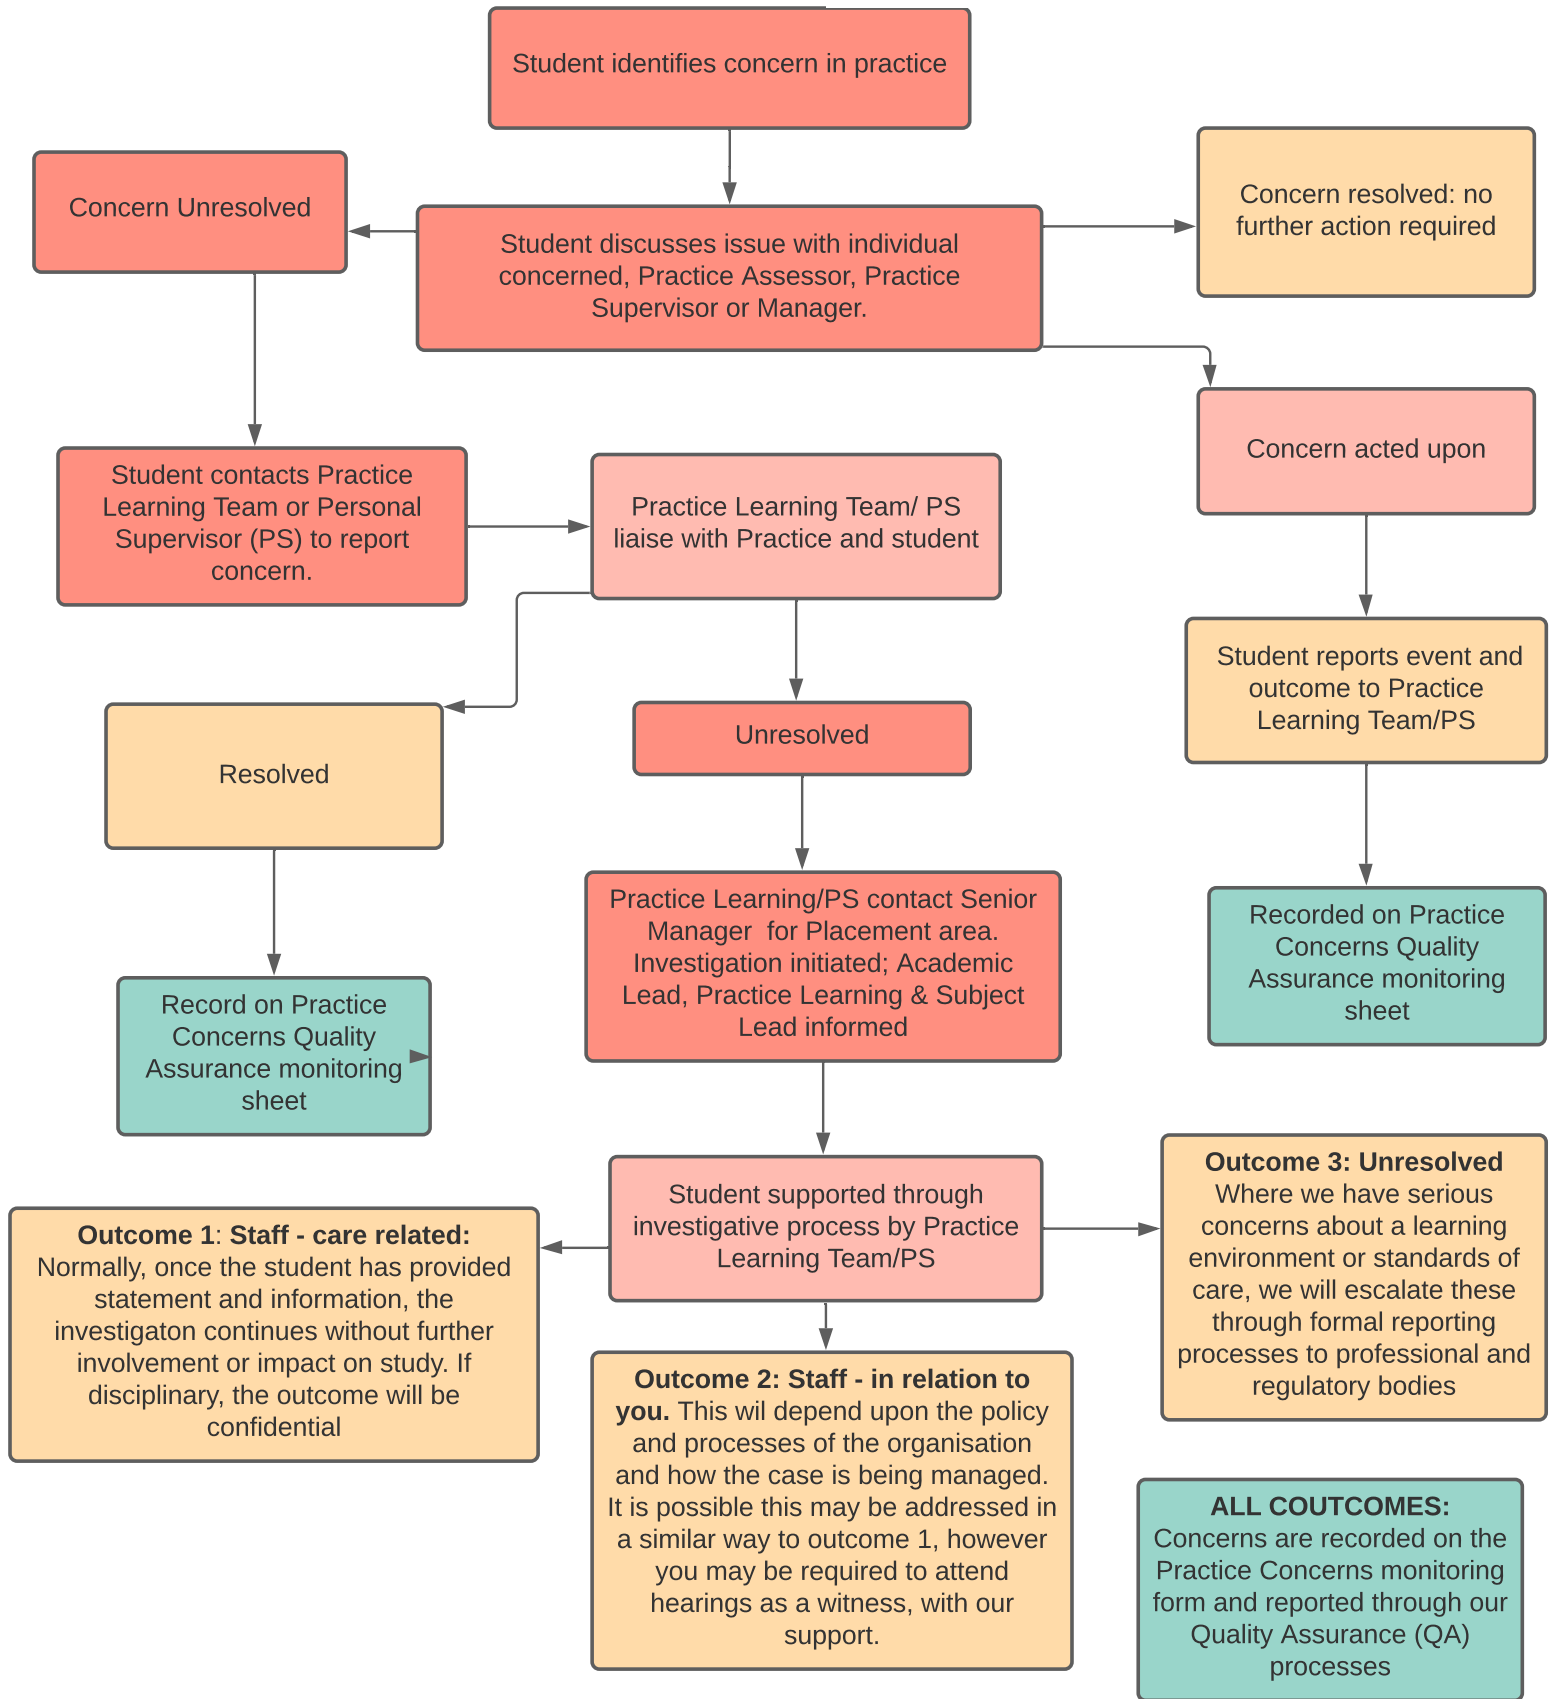 Student identifies concern in practice
Concern Unresolved
Concern resolved: no
further action required
Student discusses issue with individual
concerned, Practice Assessor, Practice
Supervisor or Manager.
Concern acted upon
Student contacts Practice
Learning Team or Personal
Supervisor (PS) to report
concern.
Practice Learning Team/ PS
liaise with Practice and student
Student reports event and
outcome to Practice
Learning Team/PS
Resolved
Unresolved
Practice Learning/PS contact Senior
Manager  for Placement area.
Investigation initiated; Academic
Lead, Practice Learning & Subject
Lead informed
Recorded on Practice
Concerns Quality
Assurance monitoring
sheet
Record on Practice
Concerns Quality
Assurance monitoring
sheet
Student supported through
investigative process by Practice
Learning Team/PS
Outcome 1: Staff - care related:
Normally, once the student has provided
statement and information, the
investigaton continues without further
involvement or impact on study. If
disciplinary, the outcome will be
confidential
Outcome 2: Staff - in relation to
you. This wil depend upon the policy
and processes of the organisation
and how the case is being managed.
It is possible this may be addressed in
a similar way to outcome 1, however
you may be required to attend
hearings as a witness, with our
support.
Outcome 3: Unresolved
Where we have serious
concerns about a learning
environment or standards of
care, we will escalate these
through formal reporting
processes to professional and
regulatory bodies
ALL COUTCOMES:
Concerns are recorded on the
Practice Concerns monitoring
form and reported through our
Quality Assurance (QA)
processes